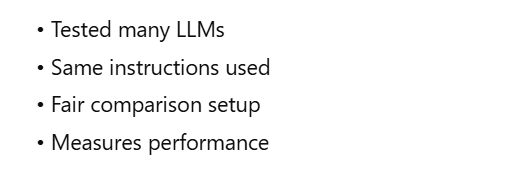 • Tested many LLMs
• Same instructions used
• Fair comparison setup
• Measures performance